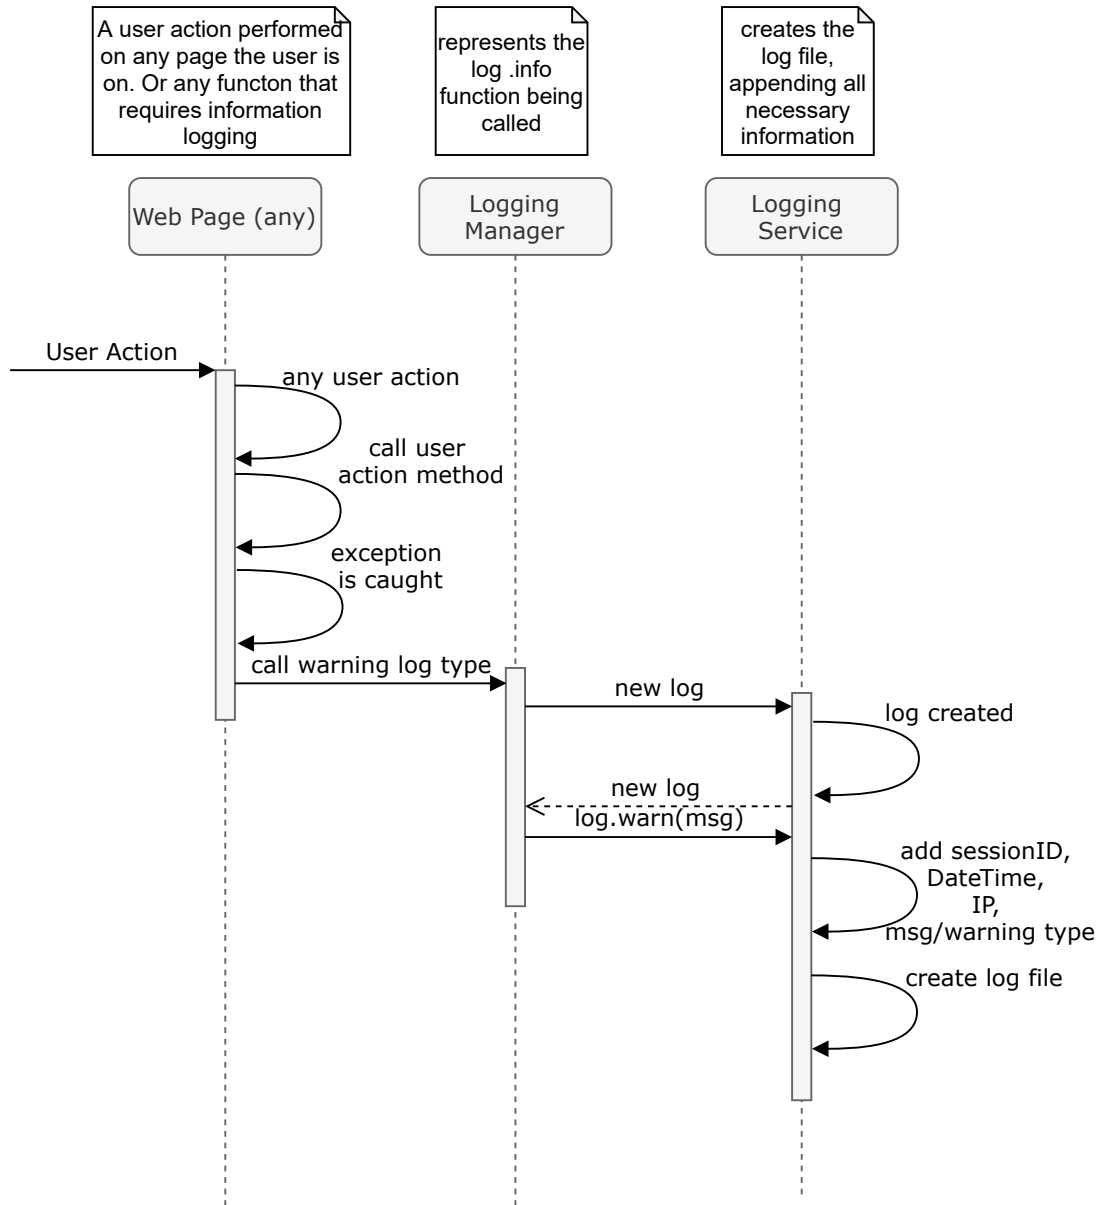 A user action performed
on any page the user is
on. Or any functon that
requires information
logging
represents the
log .info
function being
called
creates the
log file,
appending all
necessary
information
Web Page (any)
Logging
Manager
Logging
Service
User Action
any user action
call user
action method
exception
is caught
call warning log type
new log
log created
new log
log.warn(msg)
add sessionID,
DateTime,
IP,
msg/warning type
create log file